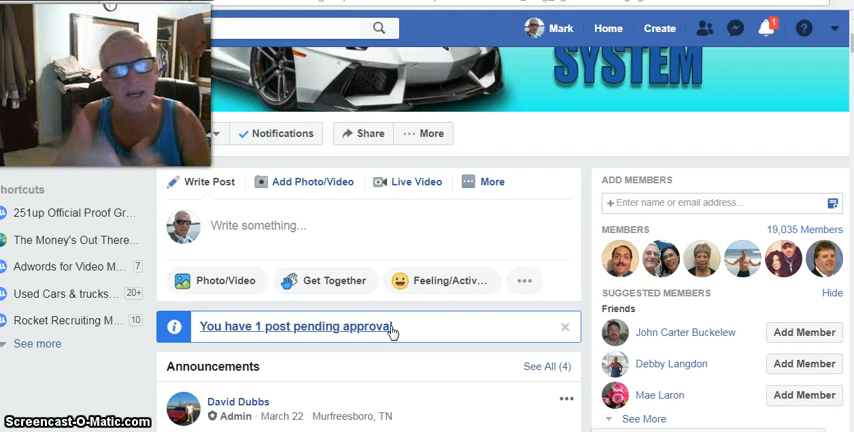 Mark Home Create 1
SYSTEM
Notifications Share More
Write Post Add Photo/Video Live Video More
Write something...
Photo/Video Get Together Feeling/Activ...
You have 1 post pending approval
Announcements See All (4)
David Dubbs
Admin · March 22 · Murfreesboro, TN
hortcuts
251up Official Proof Gr...
The Money's Out There...
Adwords for Video M... 7
Used Cars & trucks... 20+
Rocket Recruiting M... 10
See more
Screencast-O-Matic.com
ADD MEMBERS
Enter name or email address...
MEMBERS 19,035 Members
SUGGESTED MEMBERS Hide
Friends
John Carter Buckelew Add Member
Debby Langdon Add Member
Mae Laron Add Member
See More